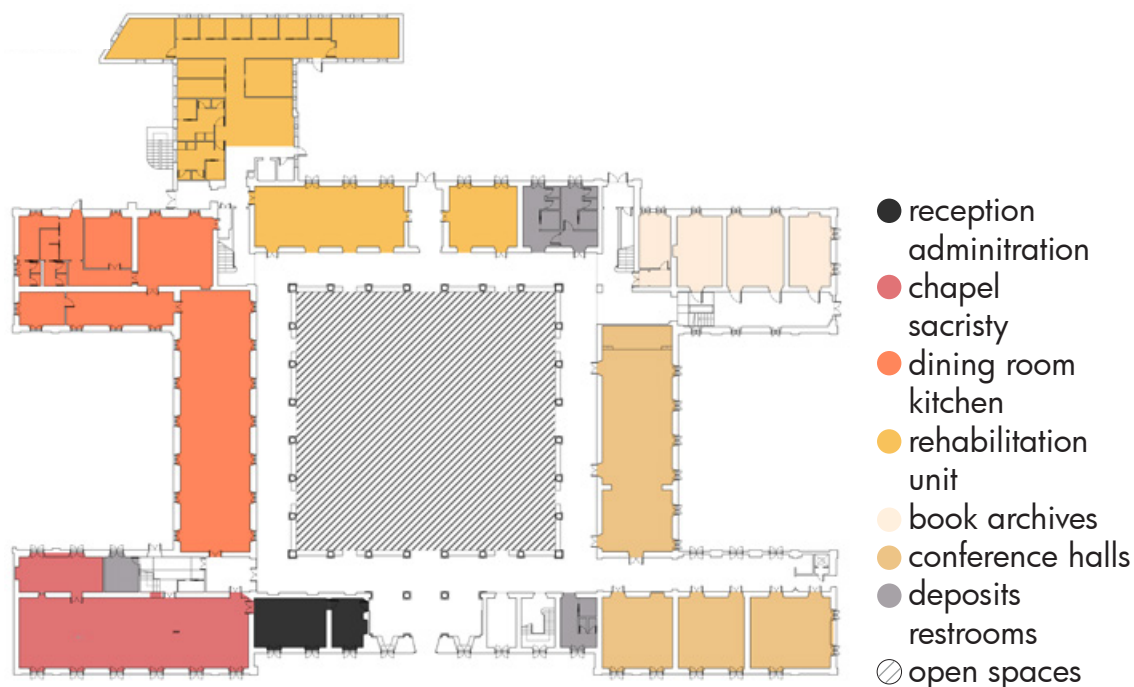 reception
adminitration
chapel
sacristy
dining room
kitchen
rehabilitation
unit
book archives
conference halls
deposits
restrooms
open spaces